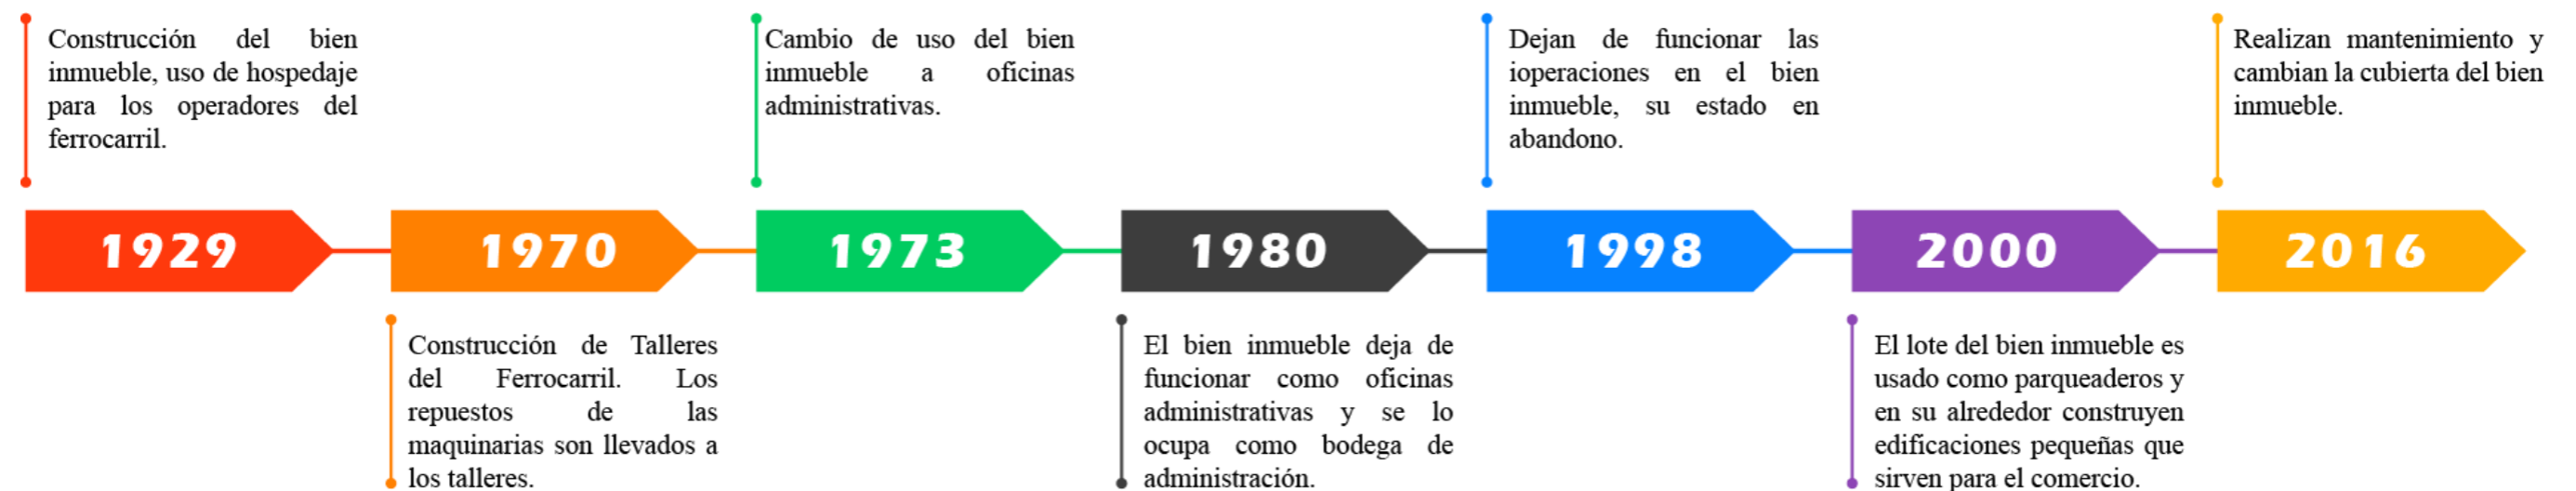 Construcción del bien
inmueble, uso de hospedaje
para los operadores del
ferrocarril.
Cambio de uso del bien
inmueble a oficinas
administrativas.
Dejan de funcionar las
ioperaciones en el bien
inmueble, su estado en
abandono.
Realizan mantenimiento y
cambian la cubierta del bien
inmueble.
1929
1970
1973
1980
1998
2000
2016
Construcción de Talleres
del Ferrocarril. Los
repuestos de las
maquinarias son llevados a
los talleres.
El bien inmueble deja de
funcionar como oficinas
administrativas y se lo
ocupa como bodega de
administración.
El lote del bien inmueble es
usado como parqueaderos y
en su alrededor construyen
edificaciones pequeñas que
sirven para el comercio.